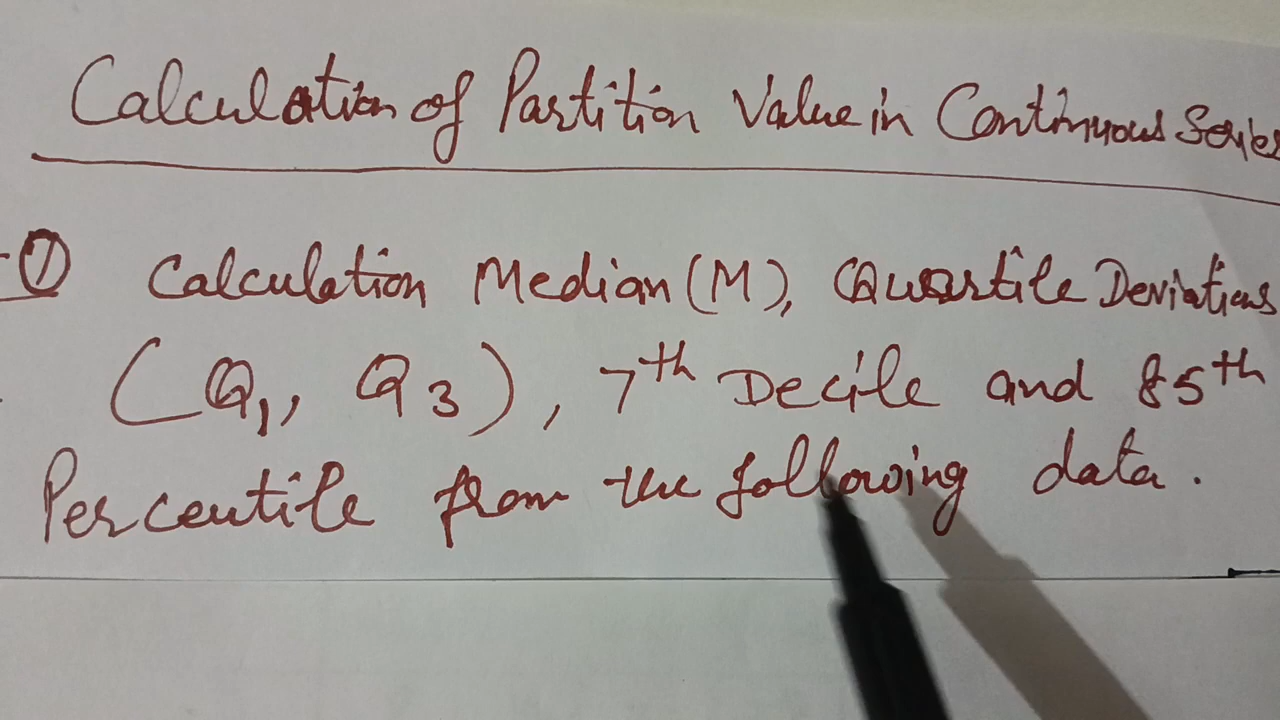 Calculation of Partition Value in Continuous Series
① Calculation Median (M), Quartile Deviations
(Q1, Q3), 7th Decile and 85th
Percentile from the following data.